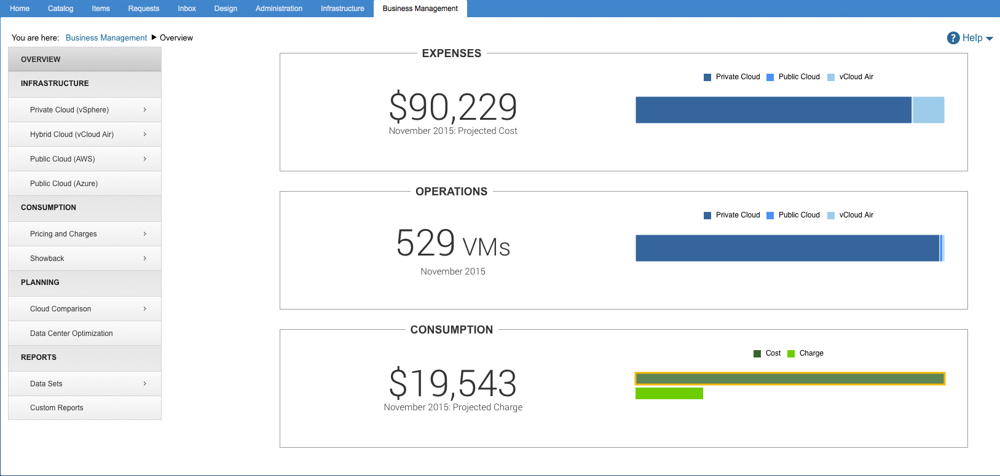 Home Catalog Items Requests Inbox Design Administration Infrastructure Business Management
You are here: Business Management Overview
? Help
OVERVIEW
INFRASTRUCTURE
Private Cloud (vSphere)
Hybrid Cloud (vCloud Air)
Public Cloud (AWS)
Public Cloud (Azure)
CONSUMPTION
Pricing and Charges
Showback
PLANNING
Cloud Comparison
Data Center Optimization
REPORTS
Data Sets
Custom Reports
EXPENSES
$90,229
November 2015: Projected Cost
Private Cloud Public Cloud vCloud Air
OPERATIONS
529 VMs
November 2015
Private Cloud Public Cloud vCloud Air
CONSUMPTION
$19,543
November 2015: Projected Charge
Cost Charge